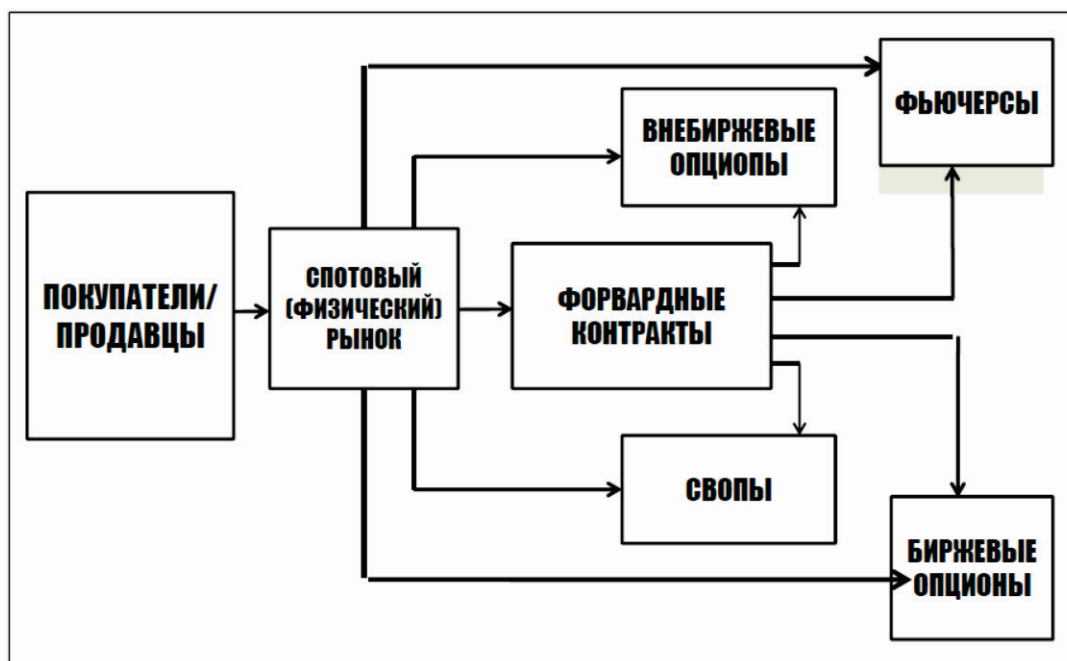 ФЬЮЧЕРСЫ
ВНЕБИРЖЕВЫЕ
ОПЦИОПЫ
ПОКУПАТЕЛИ/
ПРОДАВЦЫ
СПОТОВЫЙ
(ФИЗИЧЕСКИЙ)
РЫНОК
ФОРВАРДНЫЕ
КОНТРАКТЫ
СВОПЫ
БИРЖЕВЫЕ
ОПЦИОНЫ